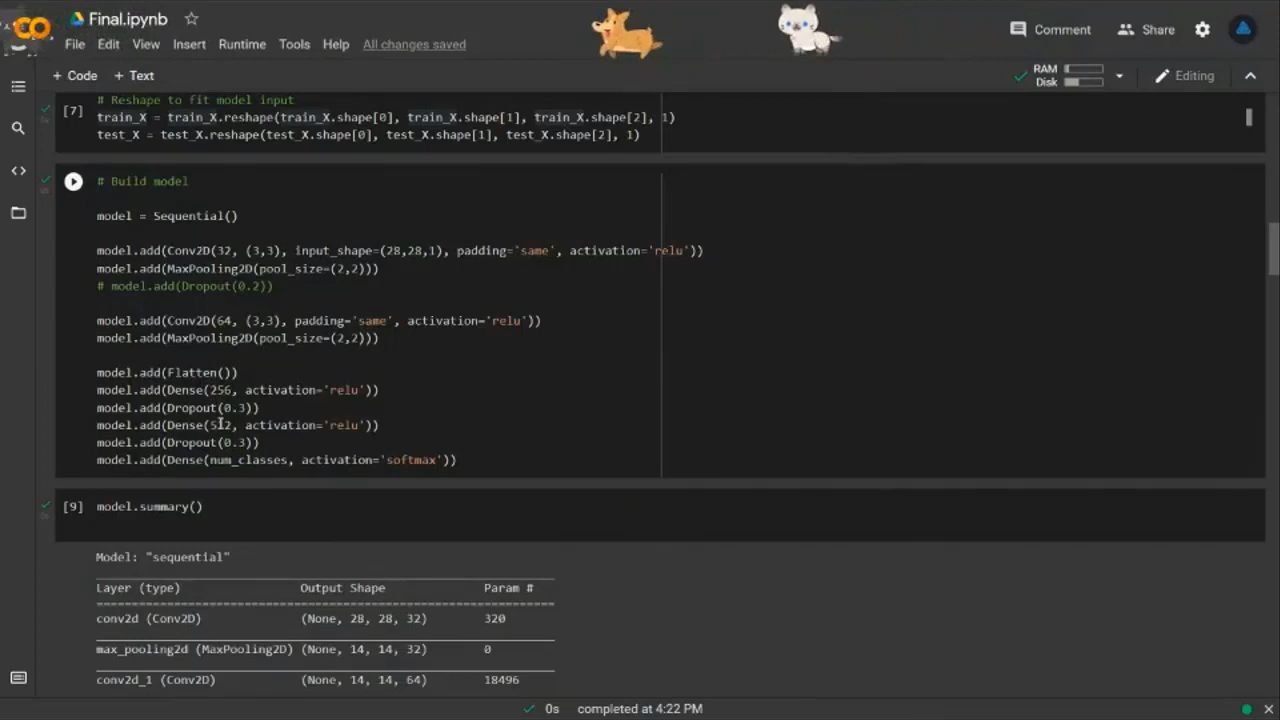 Final.ipynb
Comment
Share
File Edit View Insert Runtime Tools Help All changes saved
+ Code + Text
RAM
Disk
Editing
# Reshape to fit model input
[7]
train_X = train_X.reshape(train_X.shape[0], train_X.shape[1], train_X.shape[2], 1)
test_X = test_X.reshape(test_X.shape[0], test_X.shape[1], test_X.shape[2], 1)
# Build model
model = Sequential()
model.add(Conv2D(32, (3,3), input_shape=(28,28,1), padding='same', activation='relu'))
model.add(MaxPooling2D(pool_size=(2,2)))
# model.add(Dropout(0.2))
model.add(Conv2D(64, (3,3), padding='same', activation='relu'))
model.add(MaxPooling2D(pool_size=(2,2)))
model.add(Flatten())
model.add(Dense(256, activation='relu'))
model.add(Dropout(0.3))
model.add(Dense(512, activation='relu'))
model.add(Dropout(0.3))
model.add(Dense(num_classes, activation='softmax'))
[9] model.summary()
Model: "sequential"
Layer (type) Output Shape Param #
conv2d (Conv2D) (None, 28, 28, 32) 320
max_pooling2d (MaxPooling2D) (None, 14, 14, 32) 0
conv2d_1 (Conv2D) (None, 14, 14, 64) 18496
0s completed at 4:22 PM